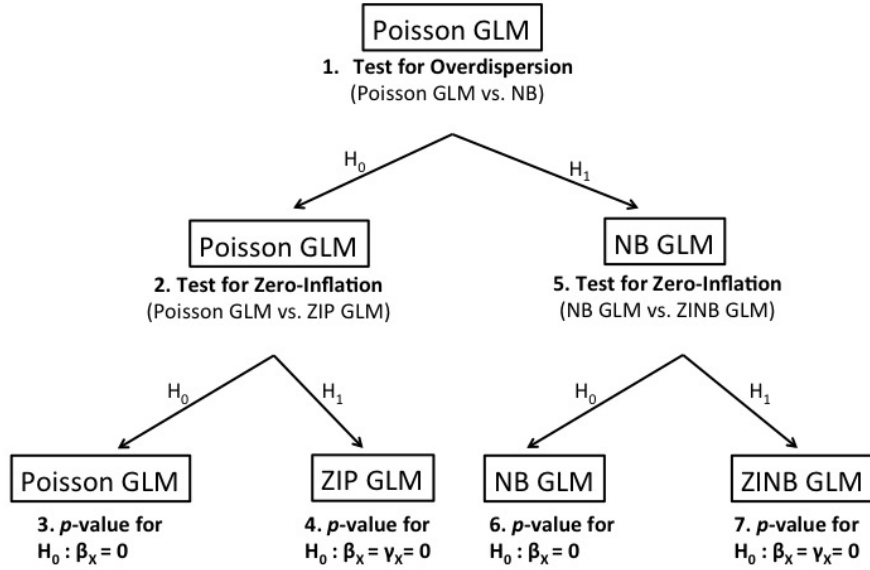 Poisson GLM
1. Test for Overdispersion
(Poisson GLM vs. NB)
H₀
H₁
Poisson GLM
NB GLM
2. Test for Zero-Inflation
(Poisson GLM vs. ZIP GLM)
5. Test for Zero-Inflation
(NB GLM vs. ZINB GLM)
H₀
H₁
H₀
H₁
Poisson GLM
ZIP GLM
NB GLM
ZINB GLM
3. p-value for
H₀ : βₓ = 0
4. p-value for
H₀ : βₓ = γₓ = 0
6. p-value for
H₀ : βₓ = 0
7. p-value for
H₀ : βₓ = γₓ = 0